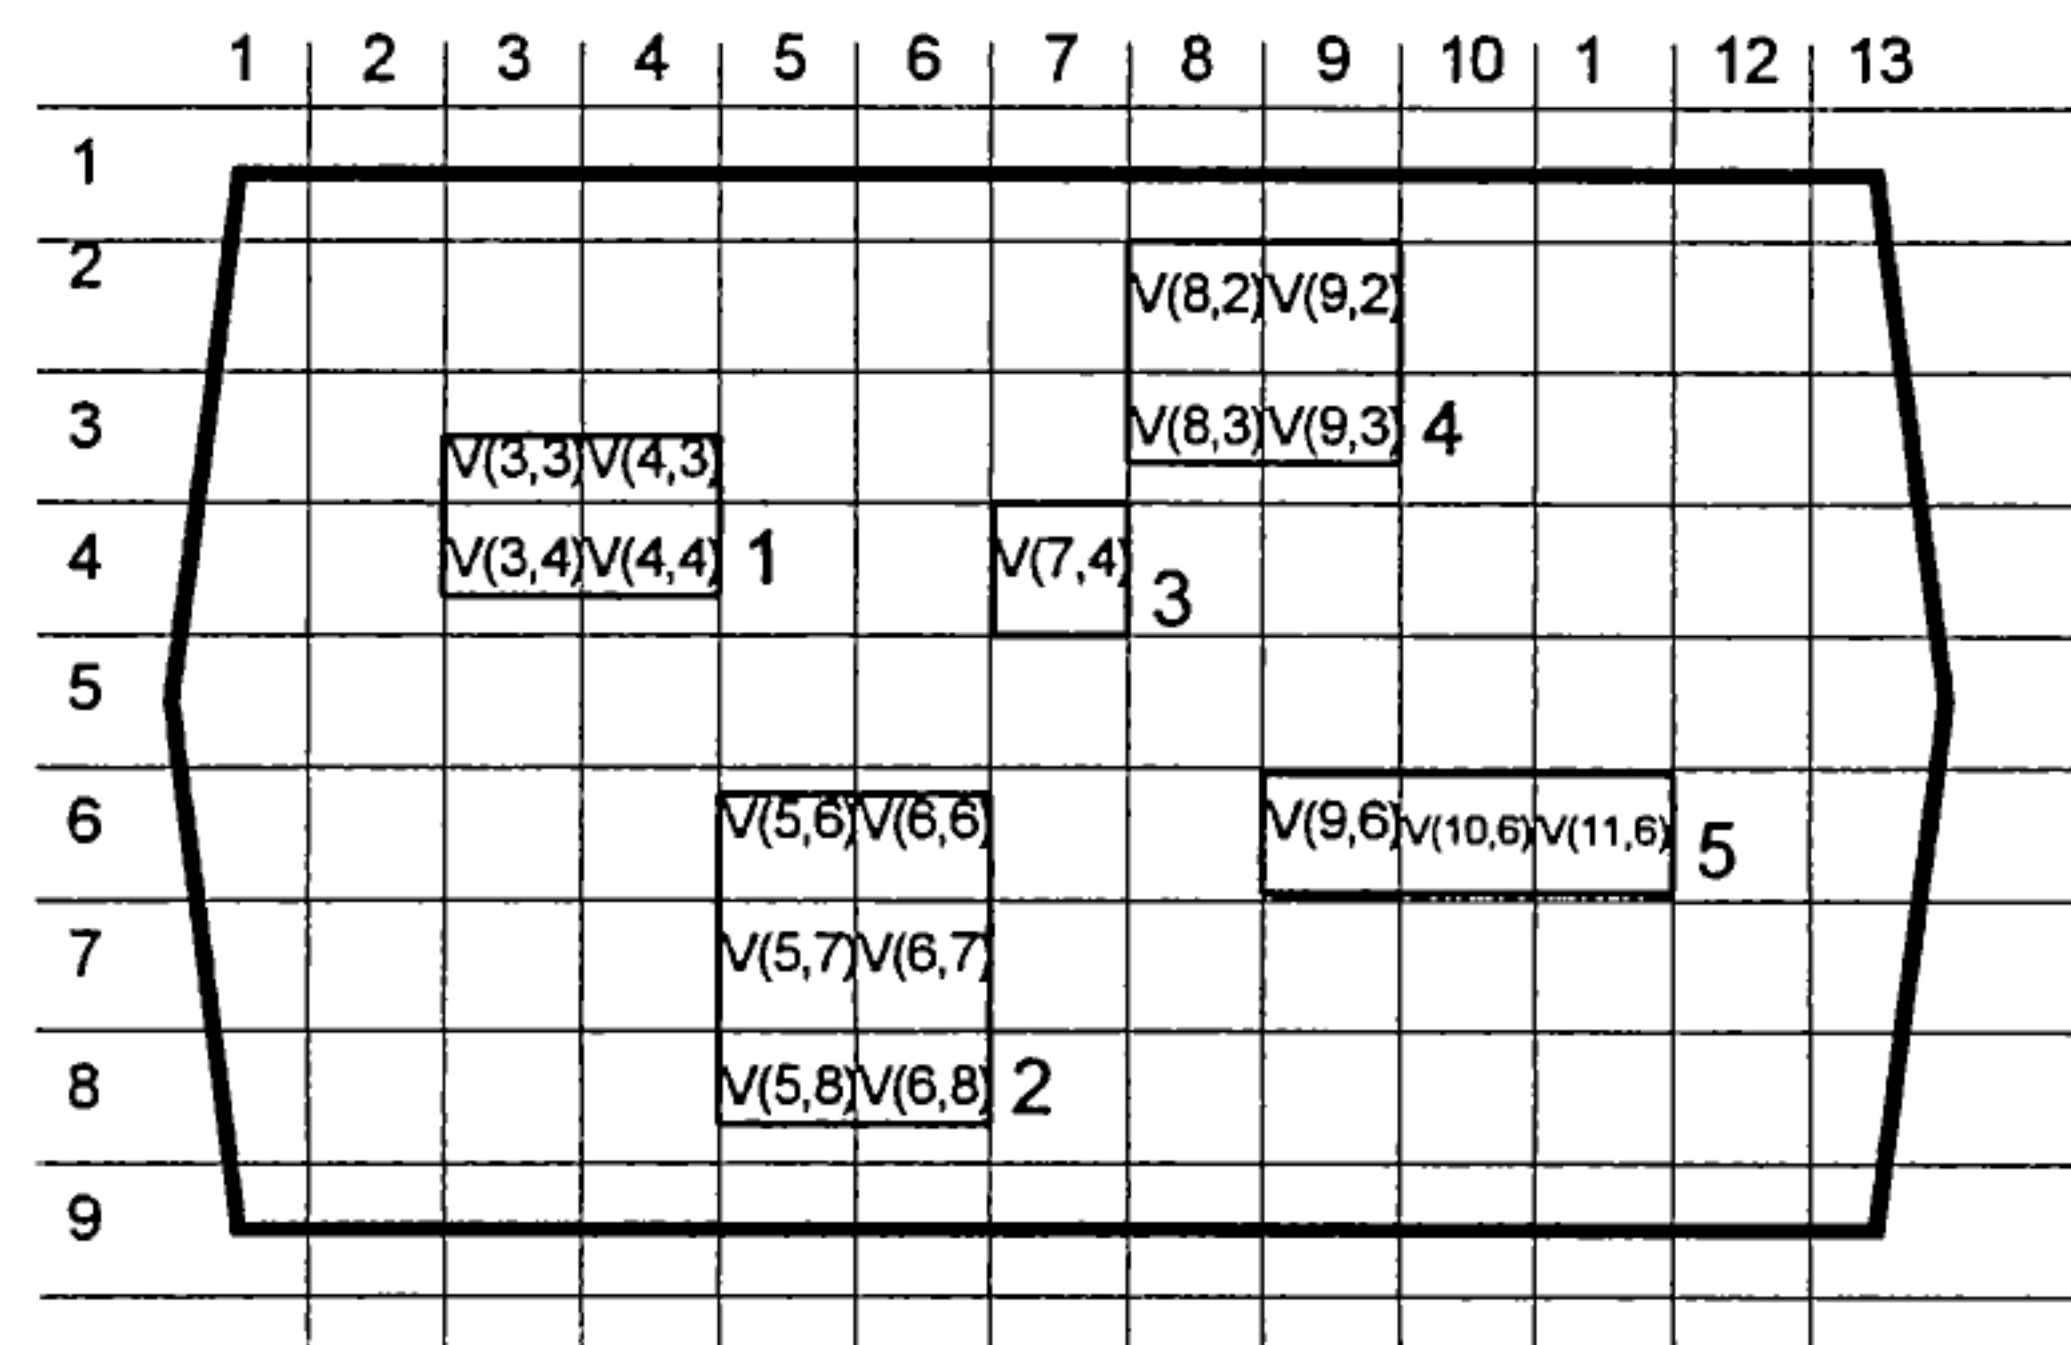 1 2 3 4 5 6 7 8 9 10 1 12 13
1
2 V(8,2) V(9,2)
3 V(8,3) V(9,3) 4
V(3,3) V(4,3)
4 V(3,4) V(4,4) 1 V(7,4) 3
5
6 V(5,6) V(6,6) V(9,6) V(10,6) V(11,6) 5
7 V(5,7) V(6,7)
8 V(5,8) V(6,8) 2
9